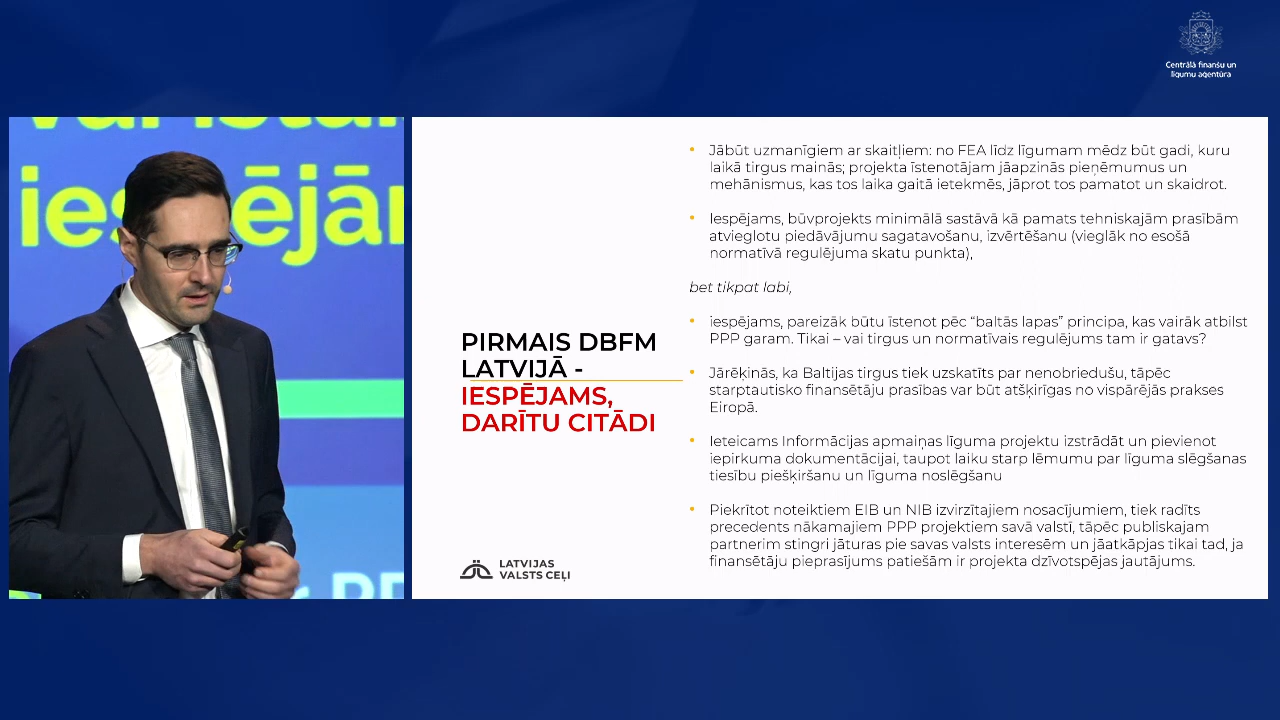 Centrālā finanšu un
līgumu aģentūra
iespējām
PIRMAIS DBFM
LATVIJĀ -
IESPĒJAMS,
DARĪTU CITĀDI
LATVIJAS
VALSTS CEĻI
• Jābūt uzmanīgiem ar skaitļiem: no FEA līdz līgumam mēdz būt gadi, kuru
laikā tirgus mainās; projekta īstenotājam jāapzinās pieņēmumus un
mehānismus, kas tos laika gaitā ietekmēs, jāprot tos pamatot un skaidrot.
• Iespējams, būvprojekts minimālā sastāvā kā pamats tehniskajām prasībām
atvieglotu piedāvājumu sagatavošanu, izvērtēšanu (vieglāk no esošā
normatīvā regulējuma skatu punkta),
bet tikpat labi,
• iespējams, pareizāk būtu īstenot pēc “baltās lapas” principa, kas vairāk atbilst
PPP garam. Tikai – vai tirgus un normatīvais regulējums tam ir gatavs?
• Jārēķinās, ka Baltijas tirgus tiek uzskatīts par nenobriedušu, tāpēc
starptautisko finansētāju prasības var būt atšķirīgas no vispārējās prakses
Eiropā.
• Ieteicams Informācijas apmaiņas līguma projektu izstrādāt un pievienot
iepirkuma dokumentācijai, taupot laiku starp lēmumu par līguma slēgšanas
tiesību piešķiršanu un līguma noslēgšanu
• Piekrītot noteiktiem EIB un NIB izvirzītajiem nosacījumiem, tiek radīts
precedents nākamajiem PPP projektiem savā valstī, tāpēc publiskajam
partnerim stingri jāturas pie savas valsts interesēm un jāatkāpjas tikai tad, ja
finansētāju pieprasījums patiešām ir projekta dzīvotspējas jautājums.